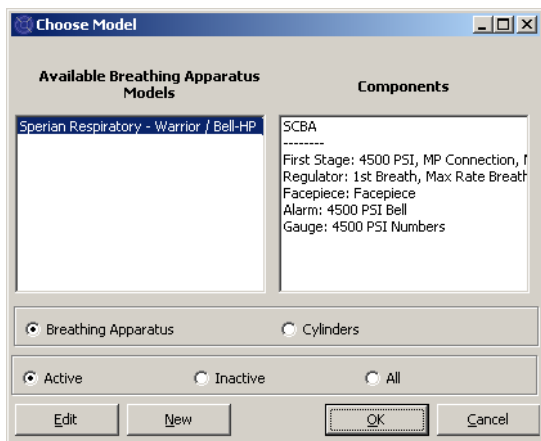 Choose Model
Available Breathing Apparatus
Models
Components
Sperian Respiratory - Warrior / Bell-HP
SCBA
--------
First Stage: 4500 PSI, MP Connection,
Regulator: 1st Breath, Max Rate Breath
Facepiece: Facepiece
Alarm: 4500 PSI Bell
Gauge: 4500 PSI Numbers
Breathing Apparatus
Cylinders
Active
Inactive
All
Edit
New
OK
Cancel